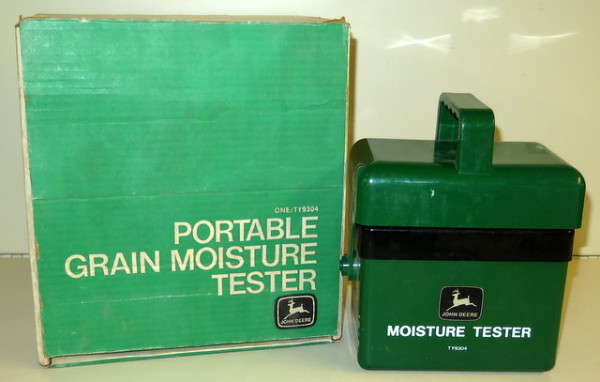 ONE/TY9304
PORTABLE
GRAIN MOISTURE
TESTER
JOHN DEERE
JOHN DEERE
MOISTURE TESTER
TY9304